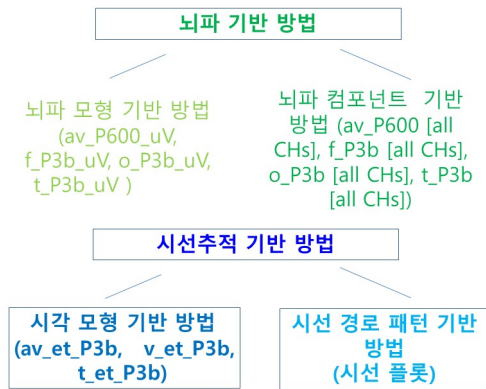 뇌파 기반 방법
뇌파 모형 기반 방법
(av_P600_uV,
f_P3b_uV, o_P3b_uV,
t_P3b_uV )
뇌파 컴포넌트 기반
방법 (av_P600 [all
CHs], f_P3b [all CHs],
o_P3b [all CHs], t_P3b
[all CHs])
시선추적 기반 방법
시각 모형 기반 방법
(av_et_P3b, v_et_P3b,
t_et_P3b)
시선 경로 패턴 기반
방법
(시선 플롯)